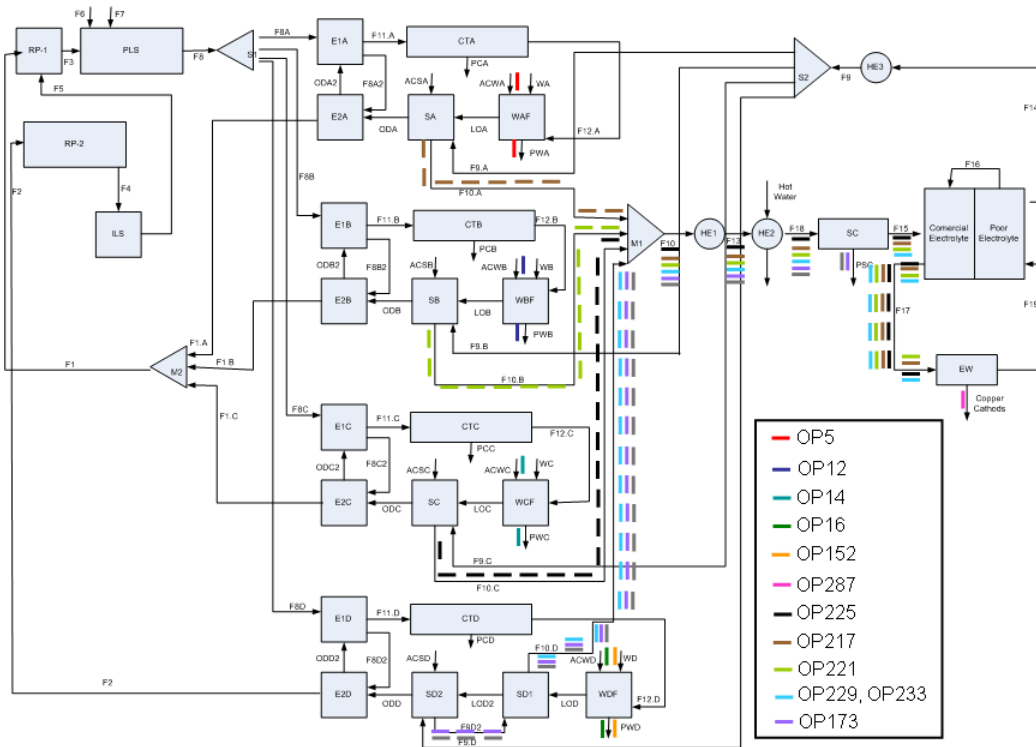 F6
F7
RP-1
F3
PLS
F8
S1
F8A
E1A
F11.A
CTA
PCA
F5
ODA2
F8A2
ACSA
ACWA
WA
E2A
ODA
SA
LOA
WAF
F12.A
PWA
F9.A
F10.A
S2
F9
HE3
F14
RP-2
F2
F4
ILS
F8B
E1B
F11.B
CTB
F12.B
PCB
ODB2
F8B2
ACSB
ACWB
WB
E2B
ODB
SB
LOB
WBF
PWB
F9.B
F10.B
M1
HE1
F10
F13
HE2
Hot
Water
F18
SC
PSC
F15
F16
Comercial
Electrolyte
Poor
Electrolyte
F17
EW
Copper
Cathods
F1
M2
F1.A
F1.B
F1.C
F8C
E1C
F11.C
CTC
F12.C
PCC
ODC2
F8C2
ACSC
ACWC
WC
E2C
ODC
SC
LOC
WCF
PWC
F9.C
F10.C
F8D
E1D
F11.D
CTD
PCD
ODD2
F8D2
ACSD
F10.D
ACWD
WD
F2
E2D
ODD
SD2
LOD2
SD1
LOD
WDF
F12.D
PWD
F9D2
F9.D
OP5
OP12
OP14
OP16
OP152
OP287
OP225
OP217
OP221
OP229, OP233
OP173